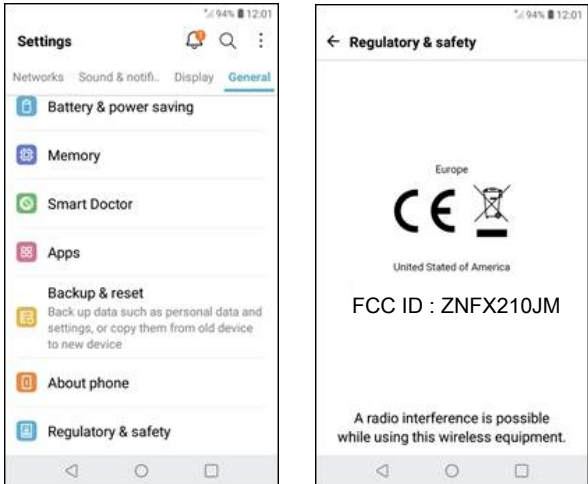 94% 12:01
Settings
Networks Sound & notifi.. Display General
Battery & power saving
Memory
Smart Doctor
Apps
Backup & reset
Back up data such as personal data and
settings, or copy them from old device
to new device
About phone
Regulatory & safety
94% 12:01
Regulatory & safety
Europe
CE
United Stated of America
FCC ID : ZNFX210JM
A radio interference is possible
while using this wireless equipment.